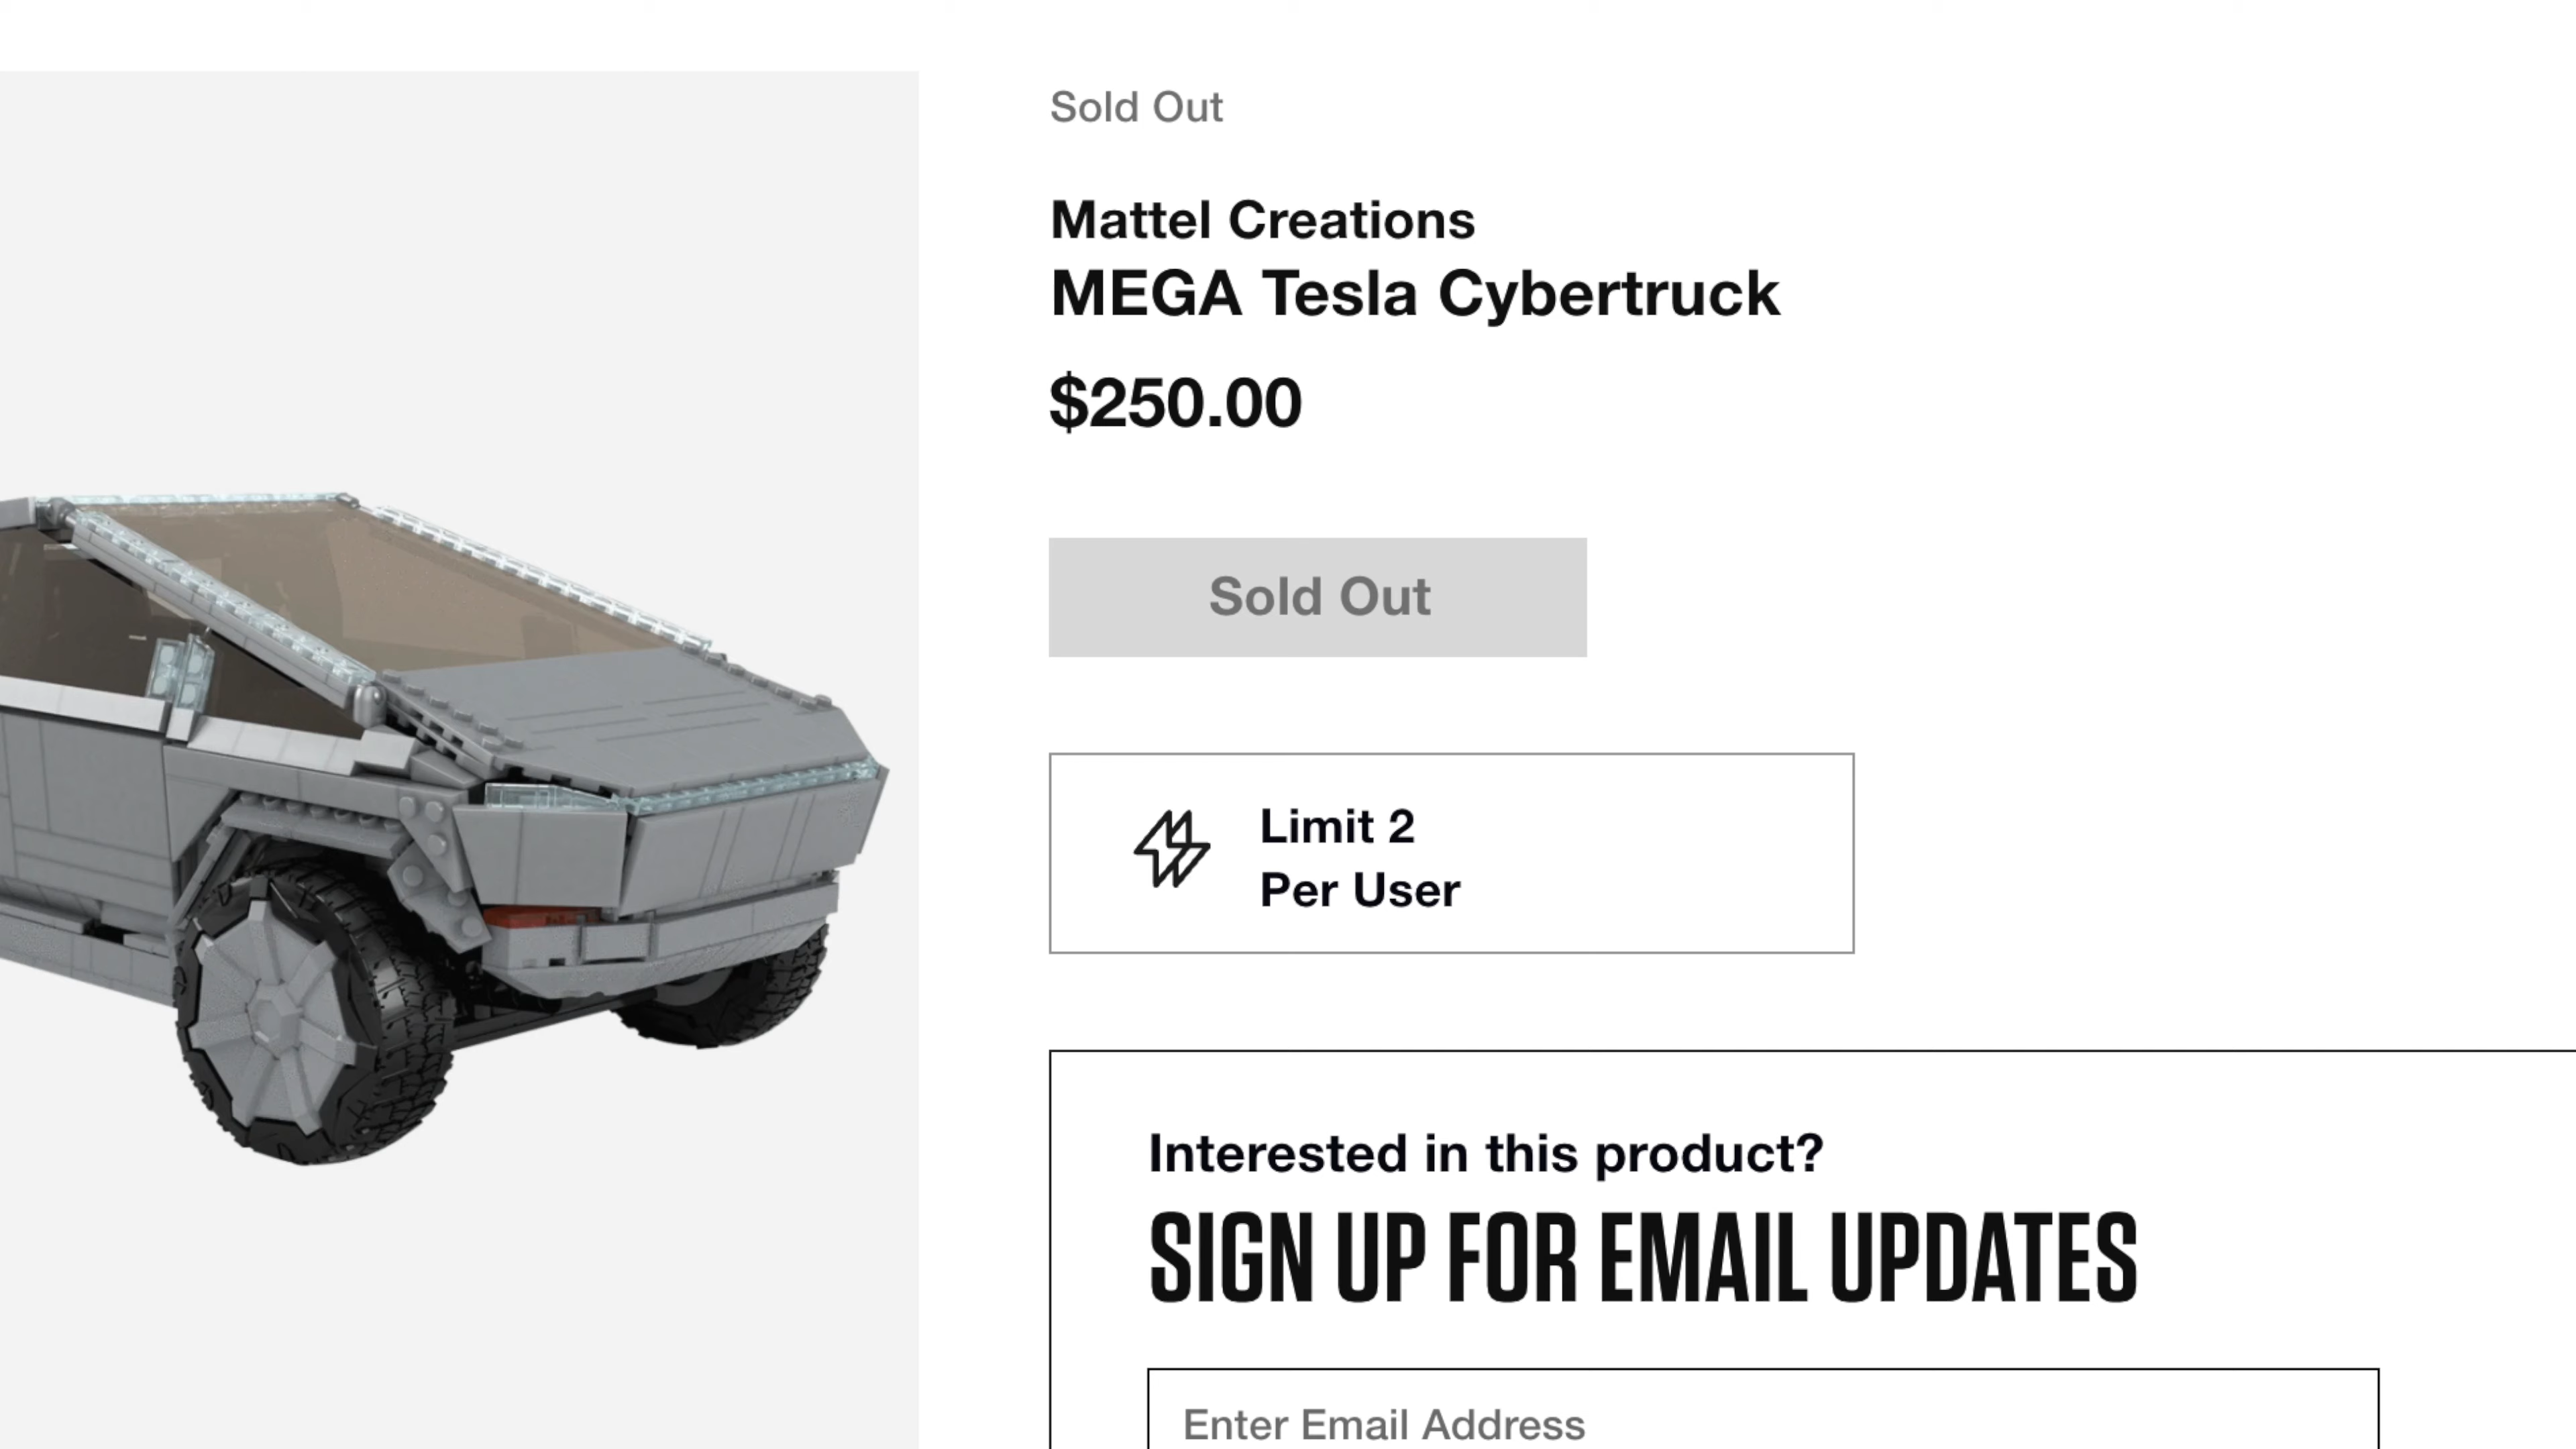 Sold Out
Mattel Creations
MEGA Tesla Cybertruck
$250.00
Sold Out
Limit 2
Per User
Interested in this product?
SIGN UP FOR EMAIL UPDATES
Enter Email Address